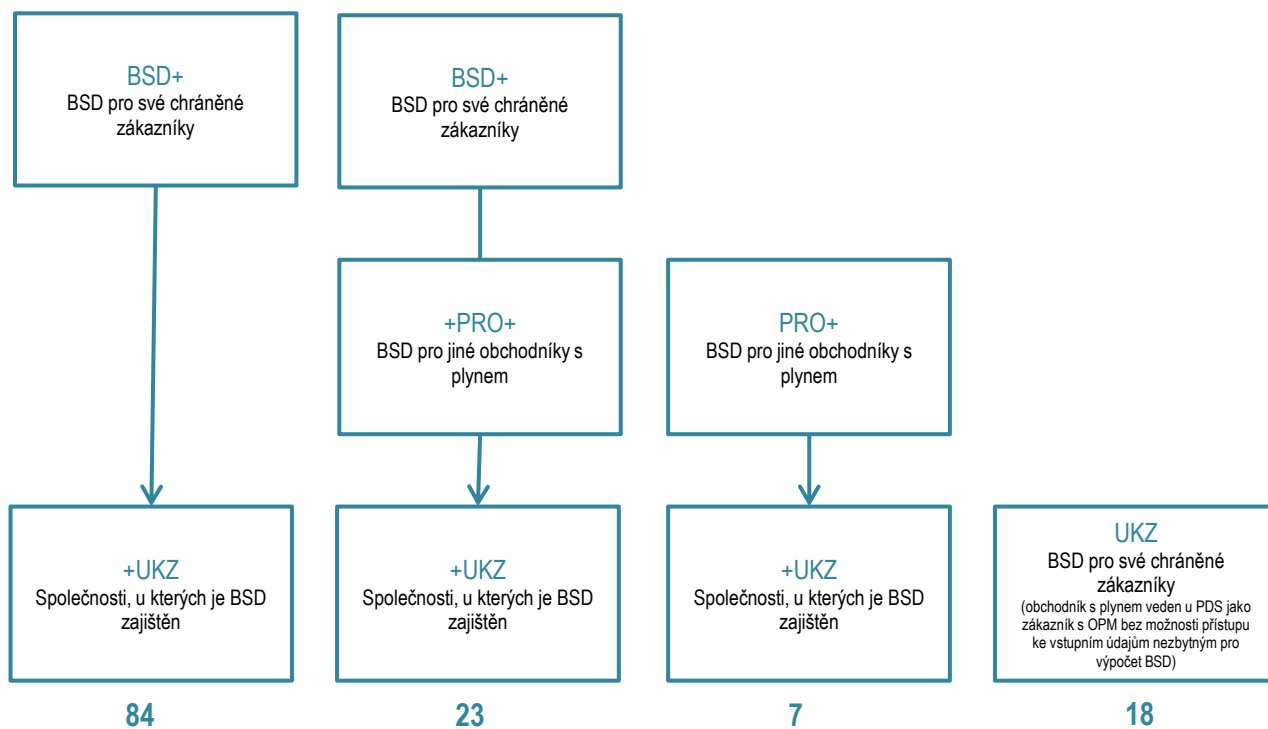 BSD+
BSD pro své chráněné
zákazníky
BSD+
BSD pro své chráněné
zákazníky
+PRO+
BSD pro jiné obchodníky s
plynem
PRO+
BSD pro jiné obchodníky s
plynem
+UKZ
Společnosti, u kterých je BSD
zajištěn
+UKZ
Společnosti, u kterých je BSD
zajištěn
+UKZ
Společnosti, u kterých je BSD
zajištěn
UKZ
BSD pro své chráněné
zákazníky
(obchodník s plynem veden u PDS jako
zákazník s OPM bez možnosti přístupu
ke vstupním údajům nezbytným pro
výpočet BSD)
84
23
7
18